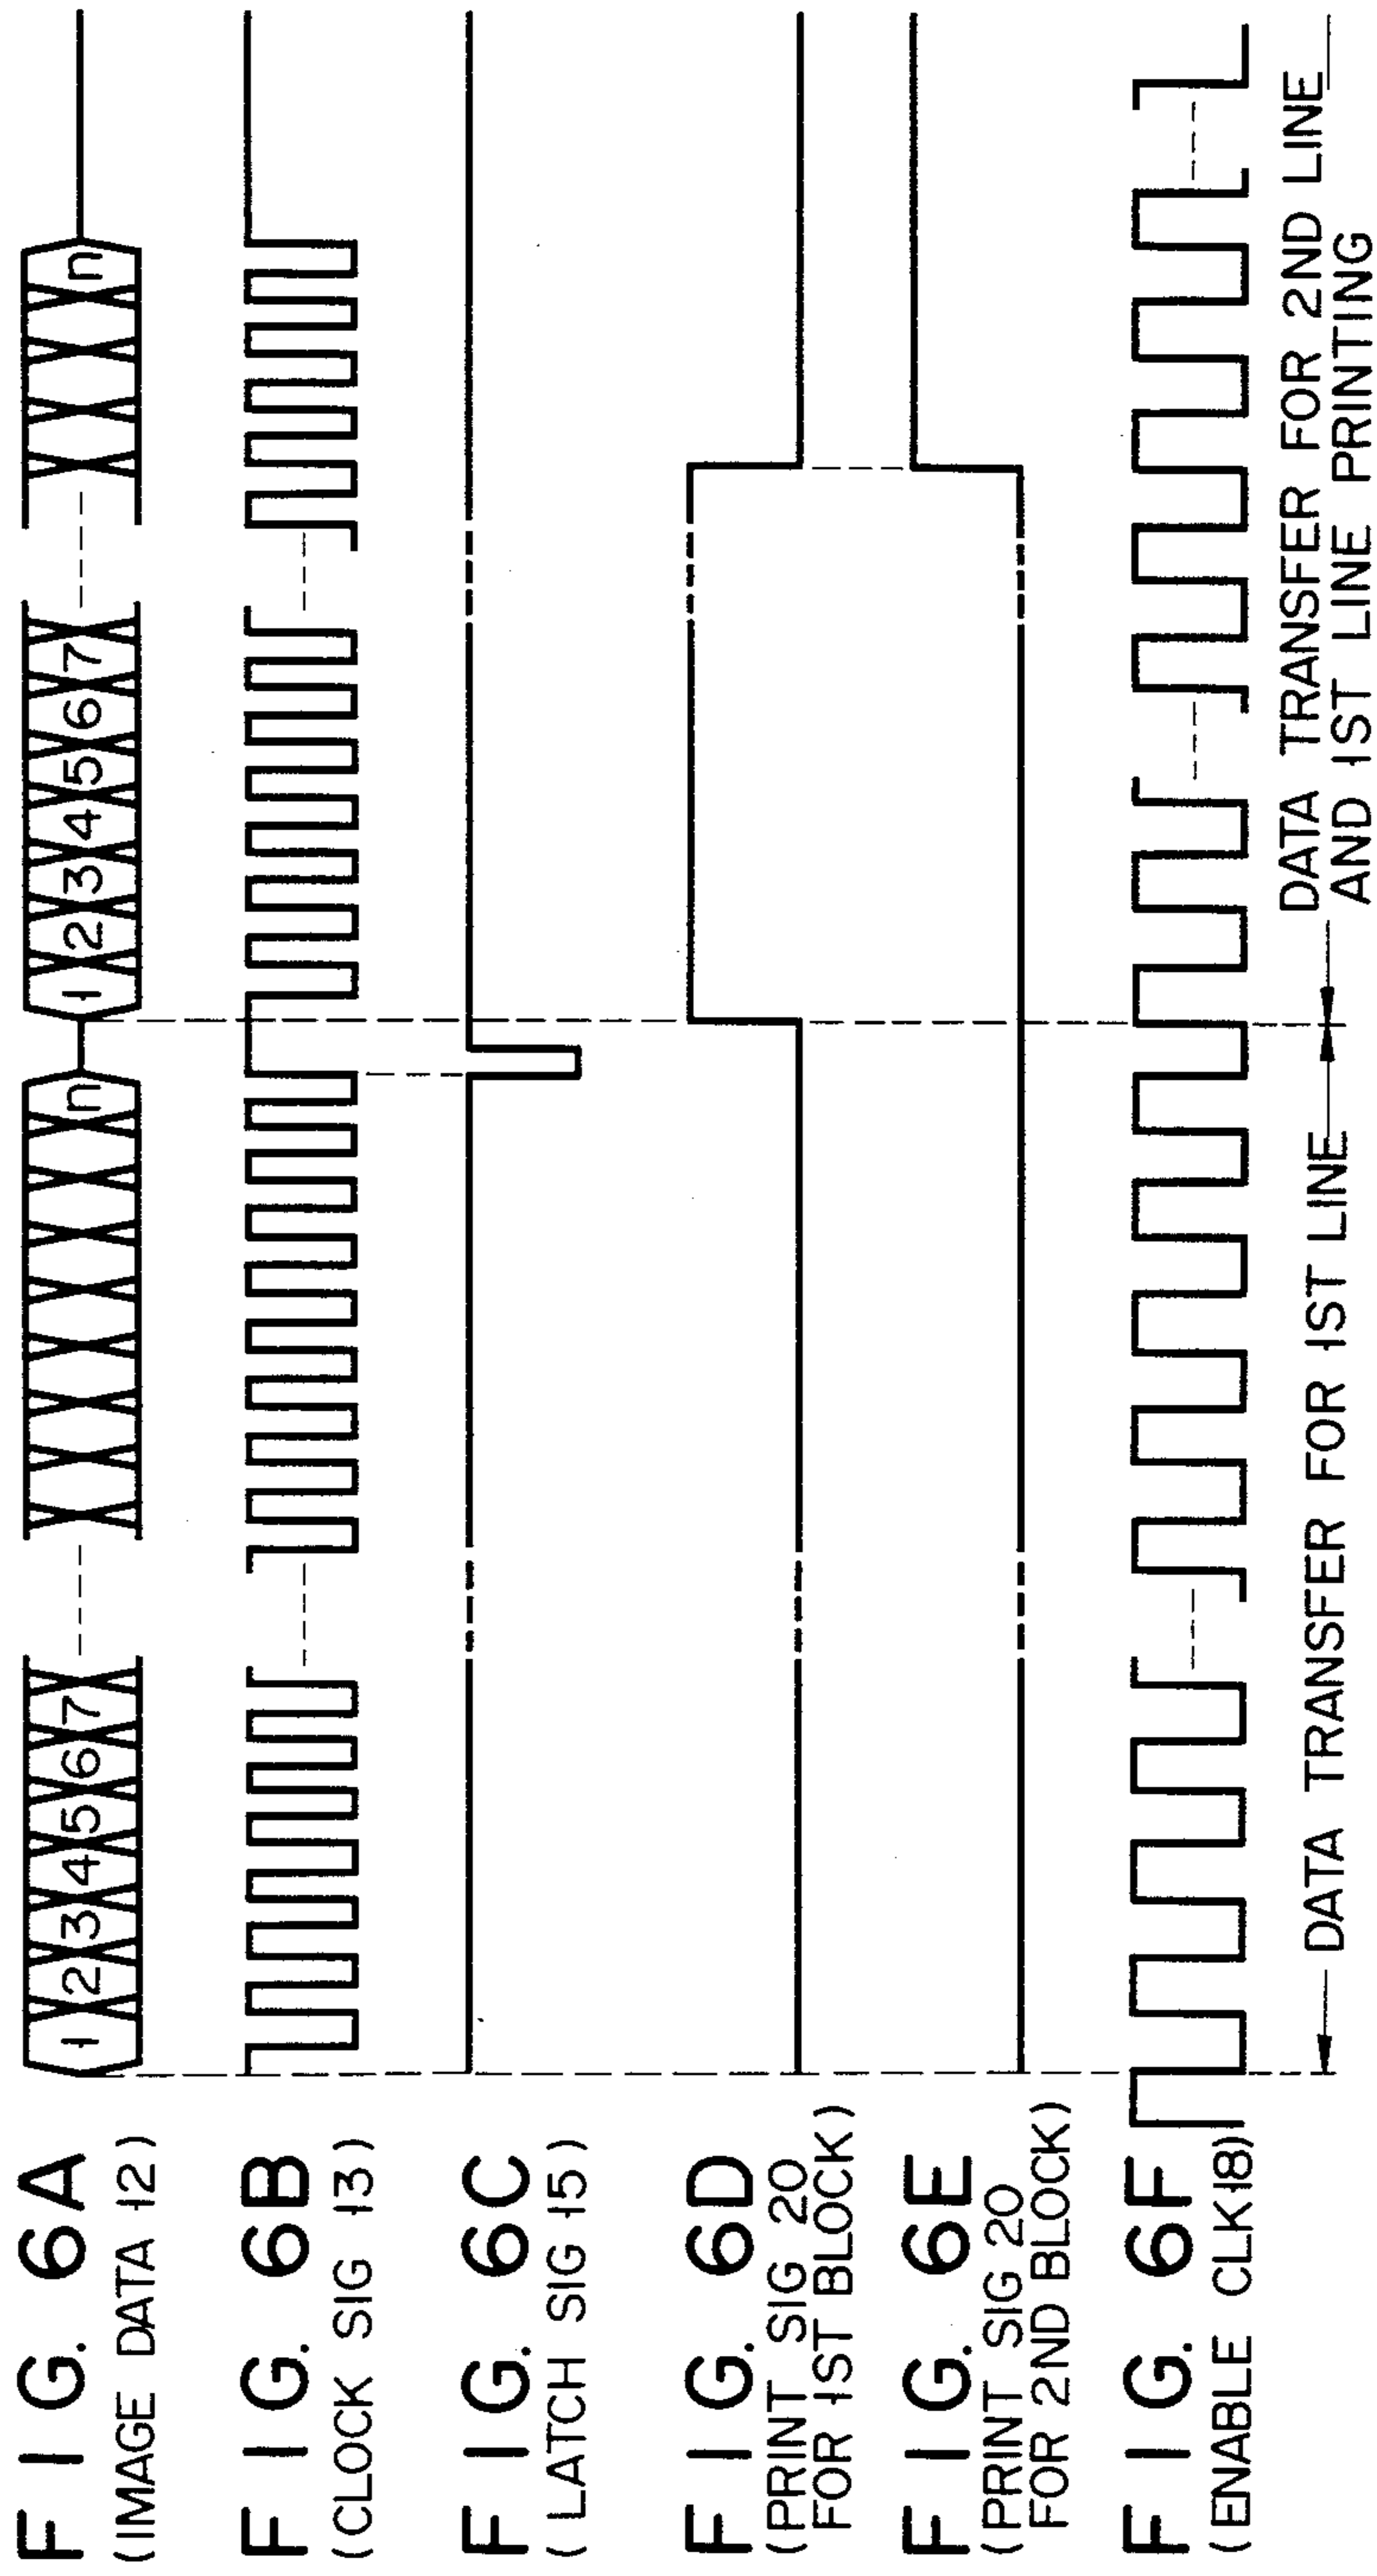 FIG. 6A
(IMAGE DATA 12)
1 2 3 4 5 6 7 n 1 2 3 4 5 6 7 n
FIG. 6B
(CLOCK SIG 13)
FIG. 6C
(LATCH SIG 15)
FIG. 6D
(PRINT SIG 20
FOR 1ST BLOCK)
FIG. 6E
(PRINT SIG 20
FOR 2ND BLOCK)
FIG. 6F
(ENABLE CLK18)
DATA TRANSFER FOR 1ST LINE
DATA TRANSFER FOR 2ND LINE
AND 1ST LINE PRINTING